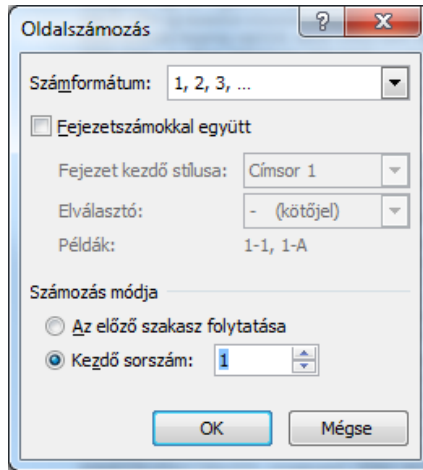 Oldalszámozás
Számformátum: 1, 2, 3, ...
Fejezetszámokkal együtt
Fejezet kezdő stílusa: Címsor 1
Elválasztó: - (kötőjel)
Példák: 1-1, 1-A
Számozás módja
Az előző szakasz folytatása
Kezdő sorszám: 1
OK Mégse